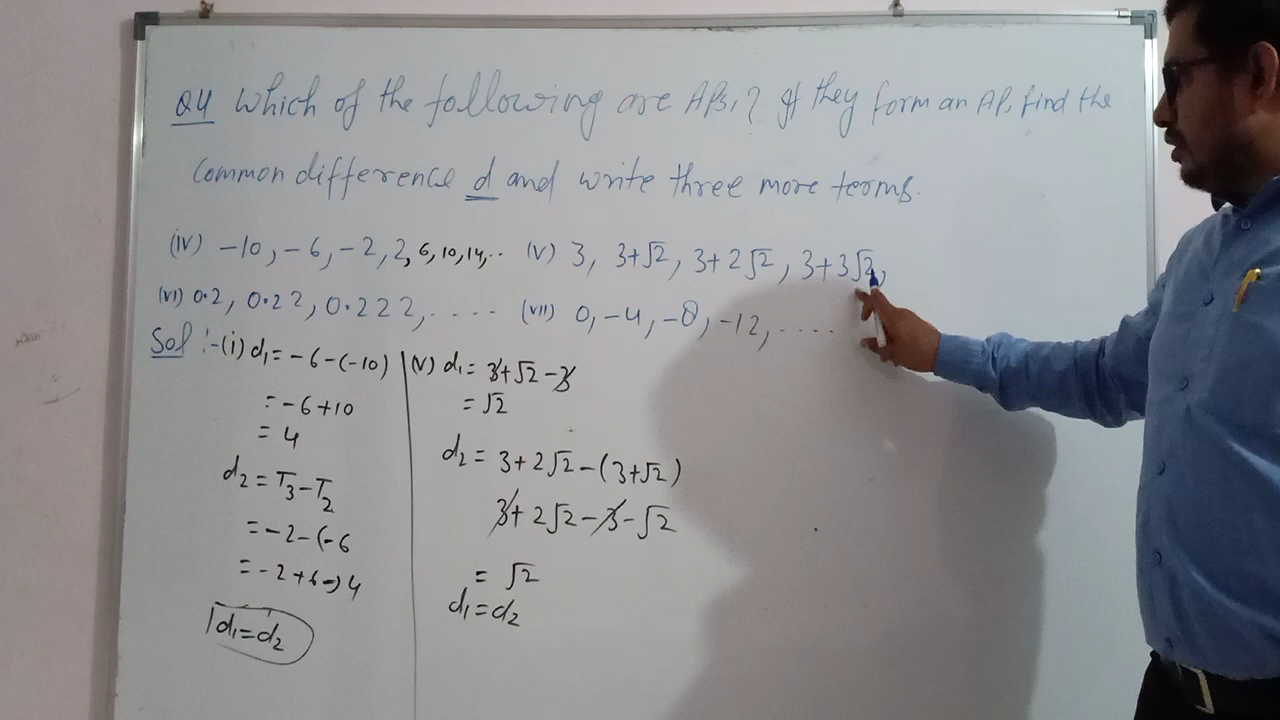 Q4 Which of the following are APs,? If they form an AP, find the
Common difference d and write three more terms.
(iv) -10, -6, -2, 2, 6, 10, 14,.. (v) 3, 3+√2, 3+2√2, 3+3√2,
(vi) 0.2, 0.22, 0.222, .... (vii) 0, -4, -8, -12, ....
Sol :- (i) d₁ = -6-(-10)
= -6+10
= 4
d₂ = T₃-T₂
= -2-(-6
= -2+6 → 4
d₁=d₂
(v) d₁ = 3+√2-3
= √2
d₂ = 3+2√2-(3+√2)
3+2√2-3-√2
= √2
d₁=d₂